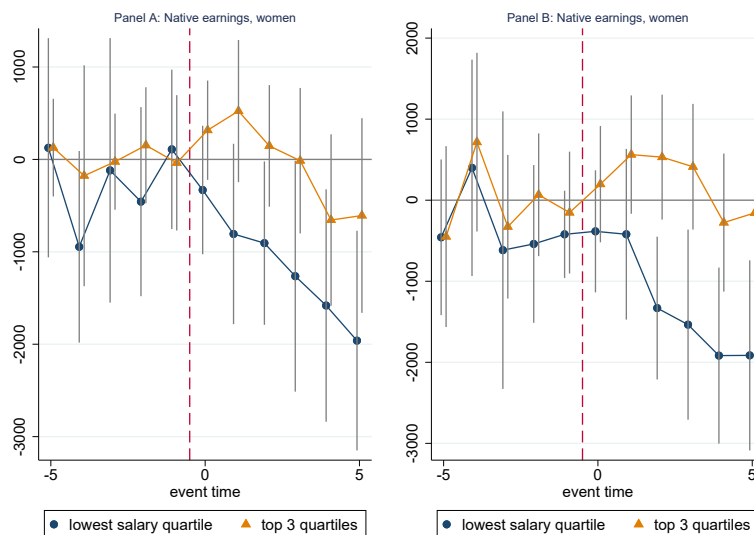 Panel A: Native earnings, women
1000
0
-1000
-2000
-3000
-5
0
5
event time
lowest salary quartile
top 3 quartiles
Panel B: Native earnings, women
2000
1000
0
-1000
-2000
-3000
-5
0
5
event time
lowest salary quartile
top 3 quartiles